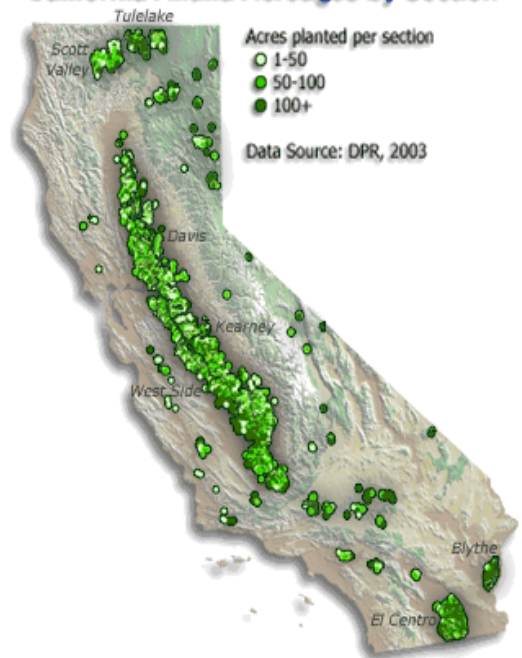 Tulelake
Scott
Valley
Acres planted per section
1-50
50-100
100+
Data Source: DPR, 2003
Davis
Kearney
West Side
Blythe
El Centro